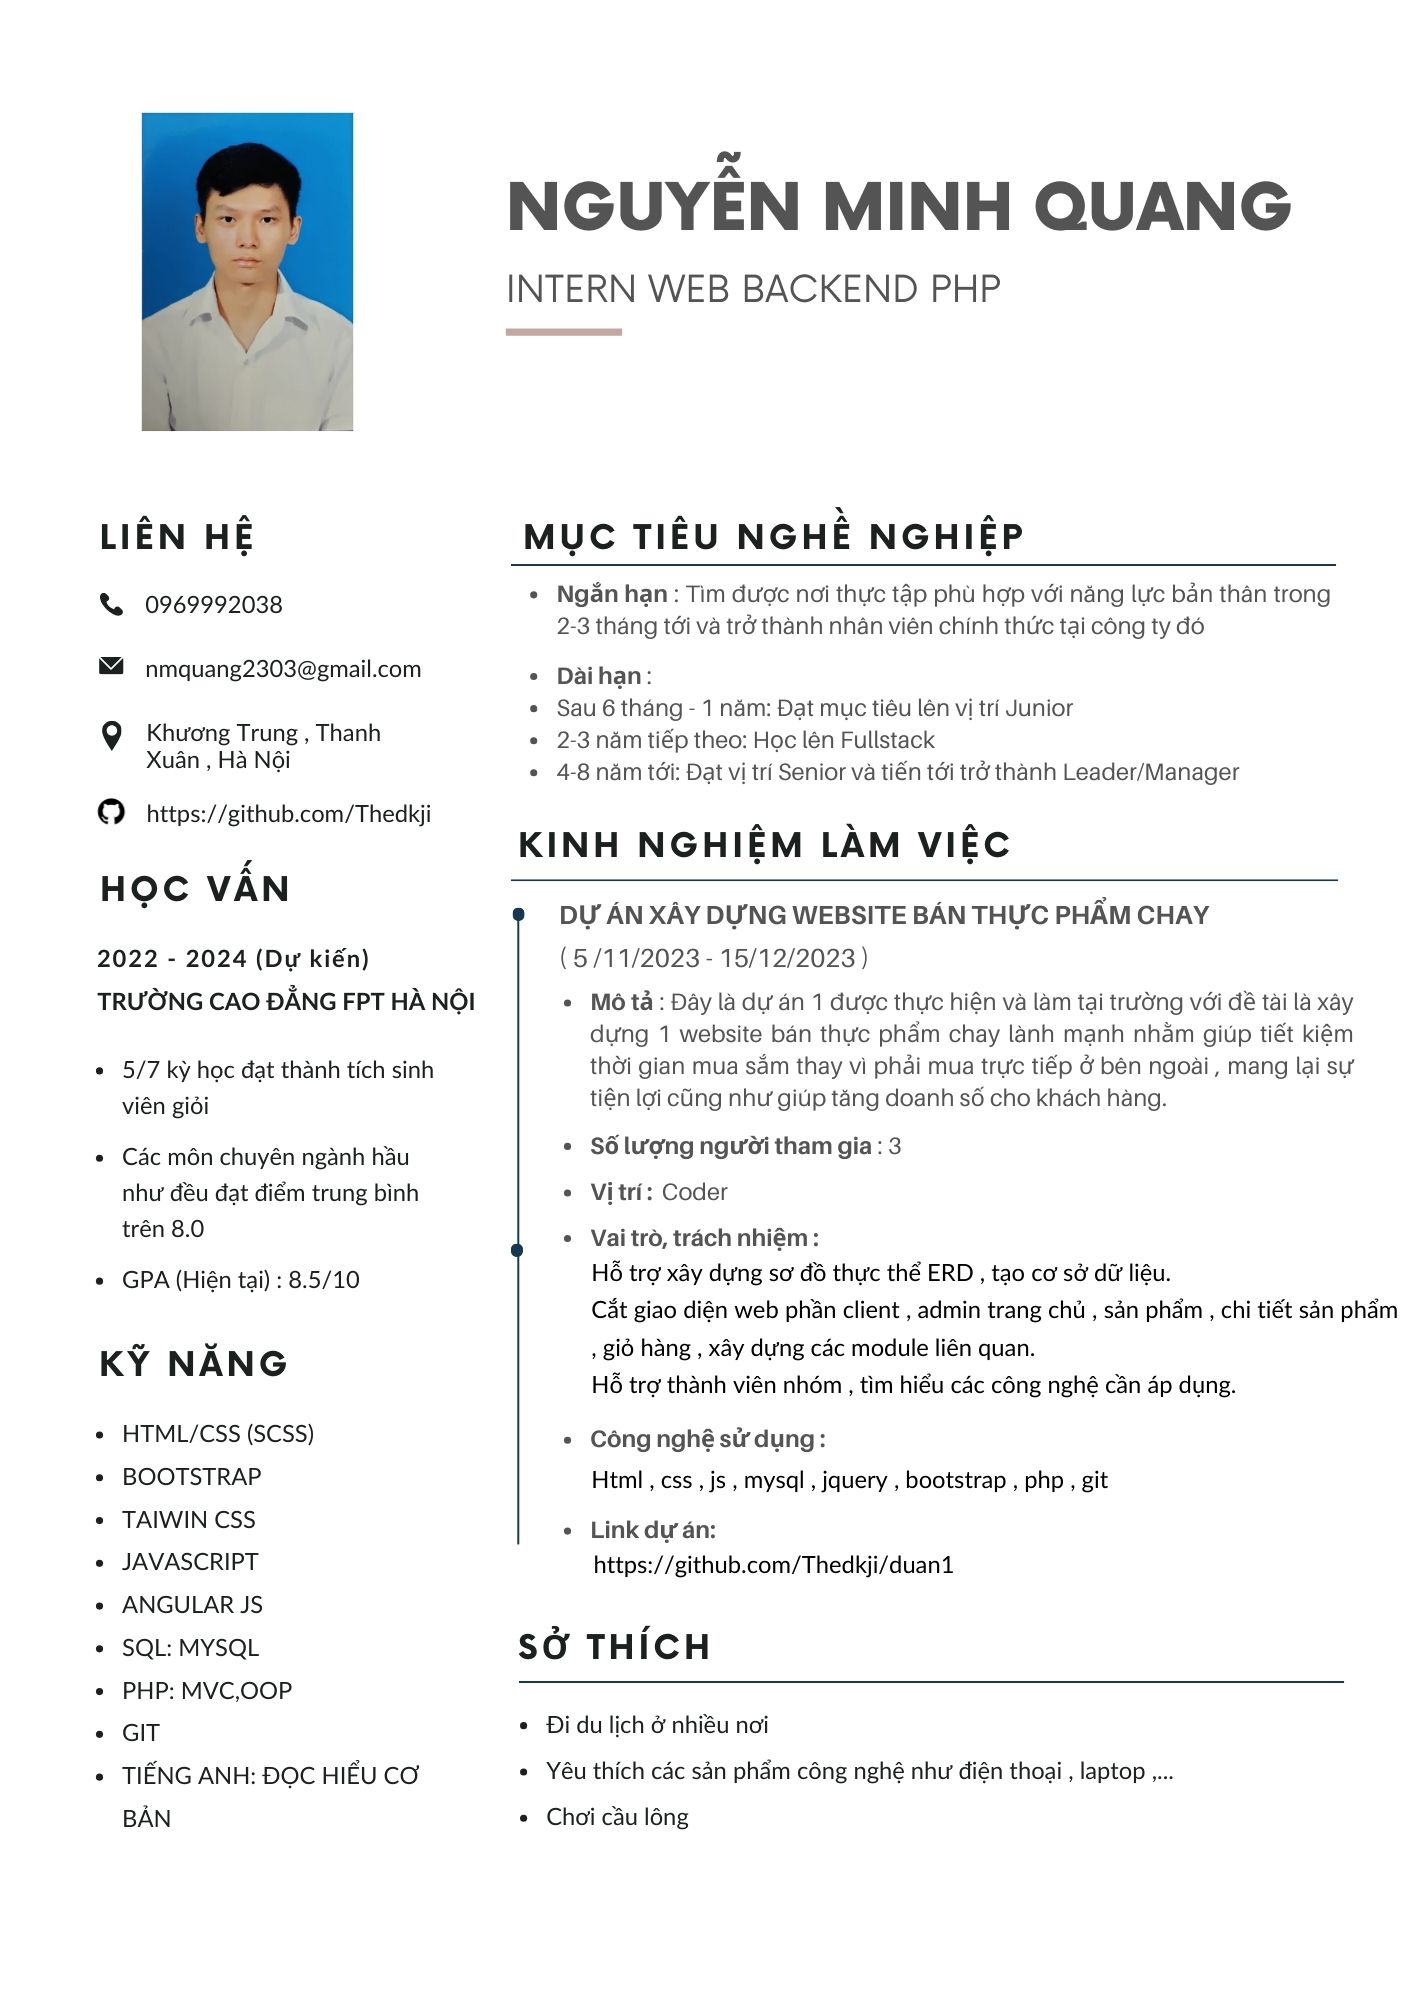 NGUYỄN MINH QUANG
INTERN WEB BACKEND PHP
LIÊN HỆ
0969992038
nmquang2303@gmail.com
Khương Trung , Thanh
Xuân , Hà Nội
https://github.com/Thedkji
HỌC VẤN
2022 - 2024 (Dự kiến)
TRƯỜNG CAO ĐẲNG FPT HÀ NỘI
5/7 kỳ học đạt thành tích sinh
viên giỏi
Các môn chuyên ngành hầu
như đều đạt điểm trung bình
trên 8.0
GPA (Hiện tại) : 8.5/10
KỸ NĂNG
HTML/CSS (SCSS)
BOOTSTRAP
TAIWIN CSS
JAVASCRIPT
ANGULAR JS
SQL: MYSQL
PHP: MVC,OOP
GIT
TIẾNG ANH: ĐỌC HIỂU CƠ
BẢN
MỤC TIÊU NGHỀ NGHIỆP
Ngắn hạn : Tìm được nơi thực tập phù hợp với năng lực bản thân trong
2-3 tháng tới và trở thành nhân viên chính thức tại công ty đó
Dài hạn :
Sau 6 tháng - 1 năm: Đạt mục tiêu lên vị trí Junior
2-3 năm tiếp theo: Học lên Fullstack
4-8 năm tới: Đạt vị trí Senior và tiến tới trở thành Leader/Manager
KINH NGHIỆM LÀM VIỆC
DỰ ÁN XÂY DỰNG WEBSITE BÁN THỰC PHẨM CHAY
( 5 /11/2023 - 15/12/2023 )
Mô tả : Đây là dự án 1 được thực hiện và làm tại trường với đề tài là xây
dựng 1 website bán thực phẩm chay lành mạnh nhằm giúp tiết kiệm
thời gian mua sắm thay vì phải mua trực tiếp ở bên ngoài , mang lại sự
tiện lợi cũng như giúp tăng doanh số cho khách hàng.
Số lượng người tham gia : 3
Vị trí : Coder
Vai trò, trách nhiệm :
Hỗ trợ xây dựng sơ đồ thực thể ERD , tạo cơ sở dữ liệu.
Cắt giao diện web phần client , admin trang chủ , sản phẩm , chi tiết sản phẩm
, giỏ hàng , xây dựng các module liên quan.
Hỗ trợ thành viên nhóm , tìm hiểu các công nghệ cần áp dụng.
Công nghệ sử dụng :
Html , css , js , mysql , jquery , bootstrap , php , git
Link dự án:
https://github.com/Thedkji/duan1
SỞ THÍCH
Đi du lịch ở nhiều nơi
Yêu thích các sản phẩm công nghệ như điện thoại , laptop ,...
Chơi cầu lông